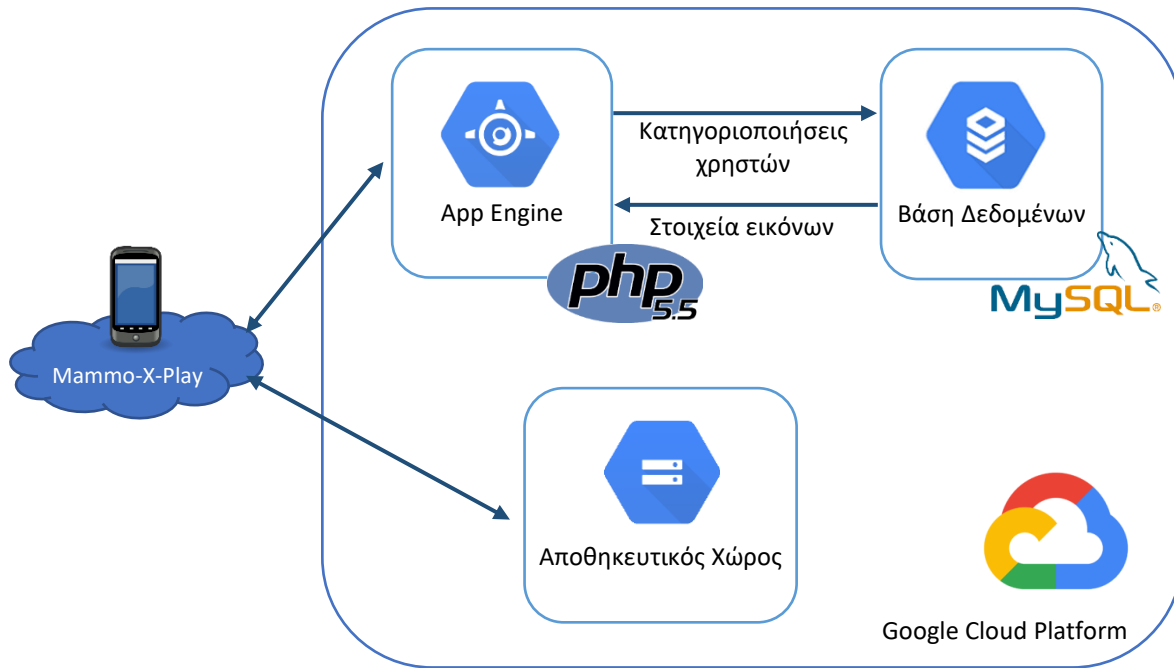 App Engine
php
5.5
Κατηγοριοποιήσεις
χρηστών
Στοιχεία εικόνων
Βάση Δεδομένων
MySQL®
Mammo-X-Play
Αποθηκευτικός Χώρος
Google Cloud Platform